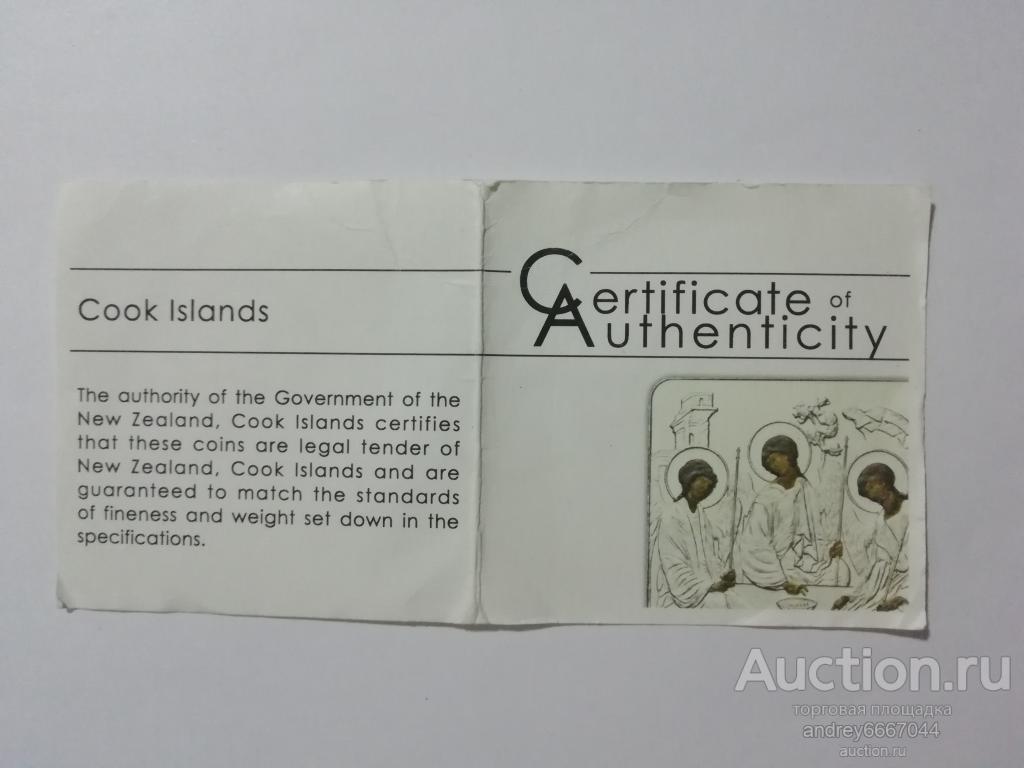 Cook Islands
The authority of the Government of the
New Zealand, Cook Islands certifies
that these coins are legal tender of
New Zealand, Cook Islands and are
guaranteed to match the standards
of fineness and weight set down in the
specifications.
Certificate of
Authenticity
Auction.ru
торговая площадка
andrey6667044
auction.ru